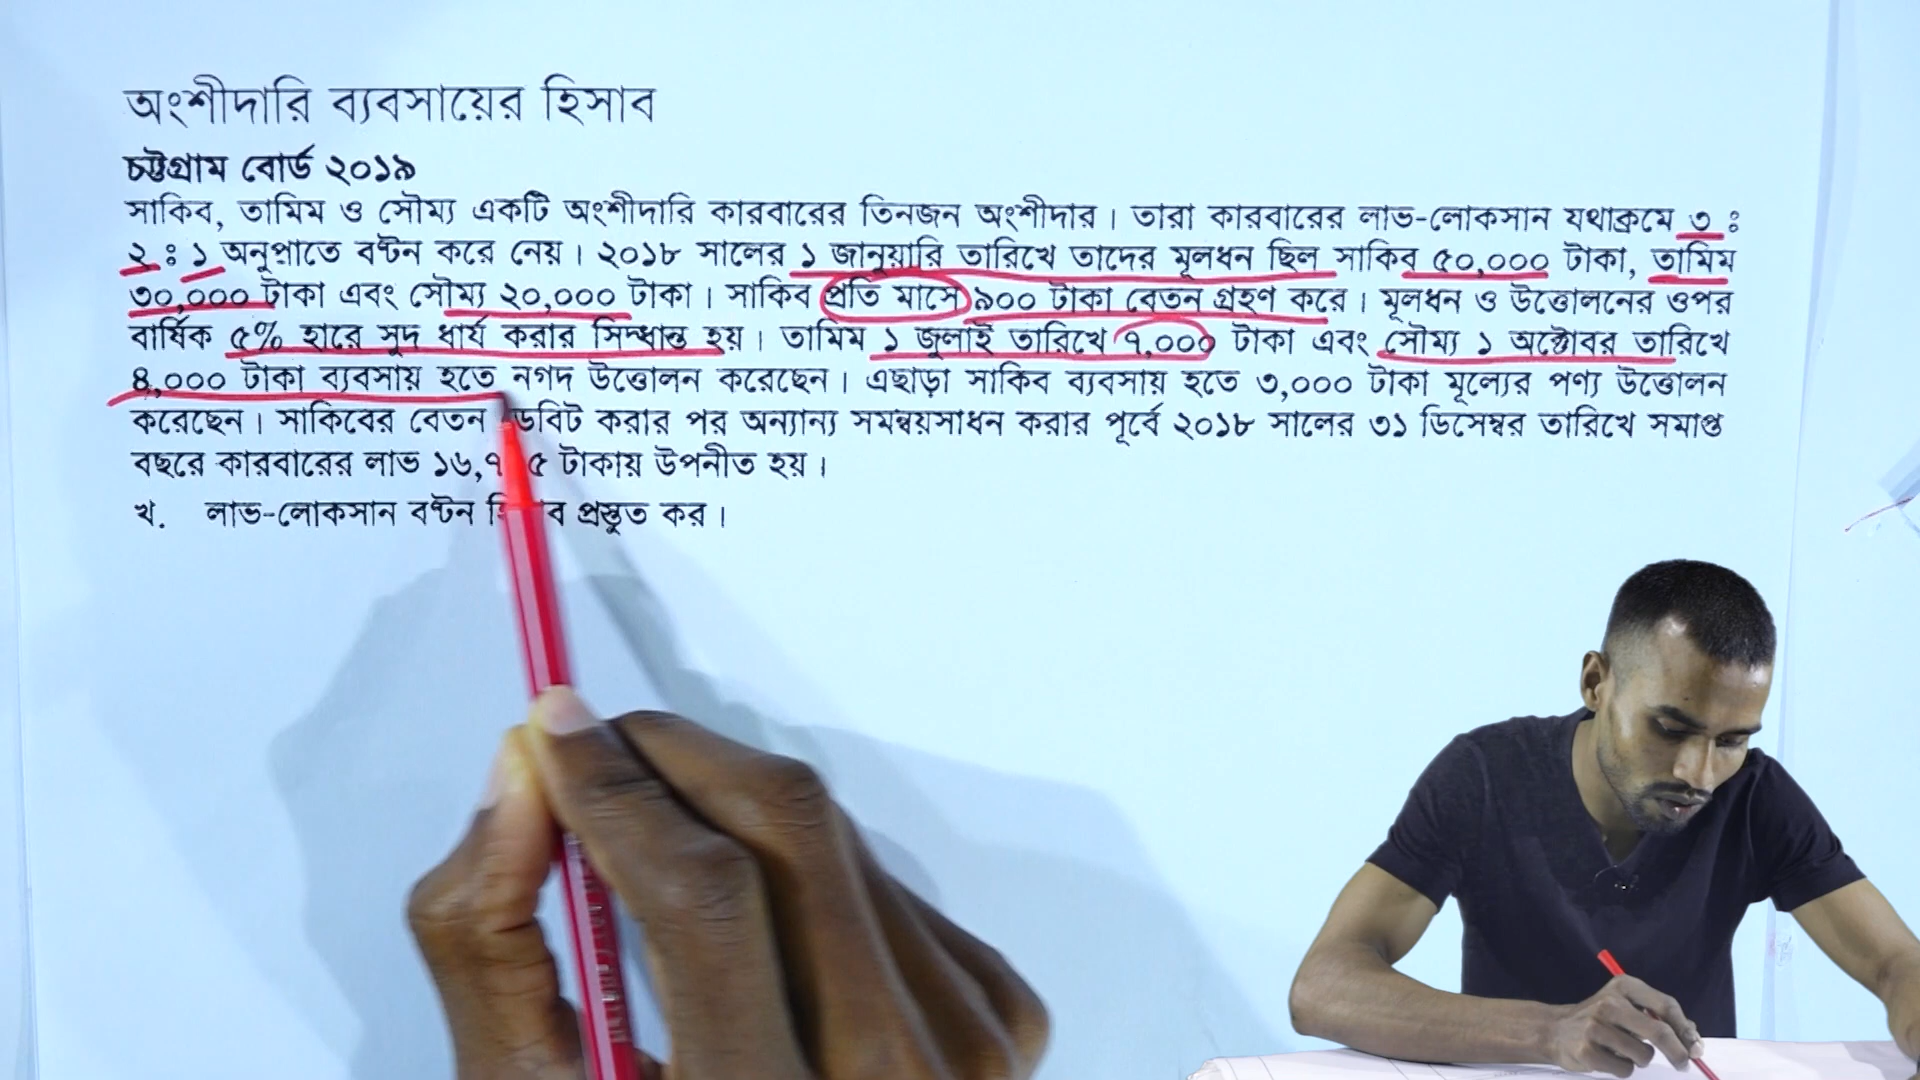 অংশীদারি ব্যবসায়ের হিসাব
চট্টগ্রাম বোর্ড ২০১৯
সাকিব, তামিম ও সৌম্য একটি অংশীদারি কারবারের তিনজন অংশীদার। তারা কারবারের লাভ-লোকসান যথাক্রমে ৩ ঃ
২ ঃ ১ অনুপ্রাতে বণ্টন করে নেয়। ২০১৮ সালের ১ জানুয়ারি তারিখে তাদের মূলধন ছিল সাকিব ৫০,০০০ টাকা, তামিম
৩০,০০০ টাকা এবং সৌম্য ২০,০০০ টাকা। সাকিব প্রতি মাসে ৯০০ টাকা বেতন গ্রহণ করে। মূলধন ও উত্তোলনের ওপর
বার্ষিক ৫% হারে সুদ ধার্য করার সিদ্ধান্ত হয়। তামিম ১ জুলাই তারিখে ৭,০০০ টাকা এবং সৌম্য ১ অক্টোবর তারিখে
৪,০০০ টাকা ব্যবসায় হতে নগদ উত্তোলন করেছেন। এছাড়া সাকিব ব্যবসায় হতে ৩,০০০ টাকা মূল্যের পণ্য উত্তোলন
করেছেন। সাকিবের বেতন করার পর অন্যান্য সমন্বয়সাধন করার পূর্বে ২০১৮ সালের ৩১ ডিসেম্বর তারিখে সমাপ্ত
বছরে কারবারের লাভ টাকায় উপনীত হয়।
খ. লাভ-লোকসান বণ্টন প্রস্তুত কর।